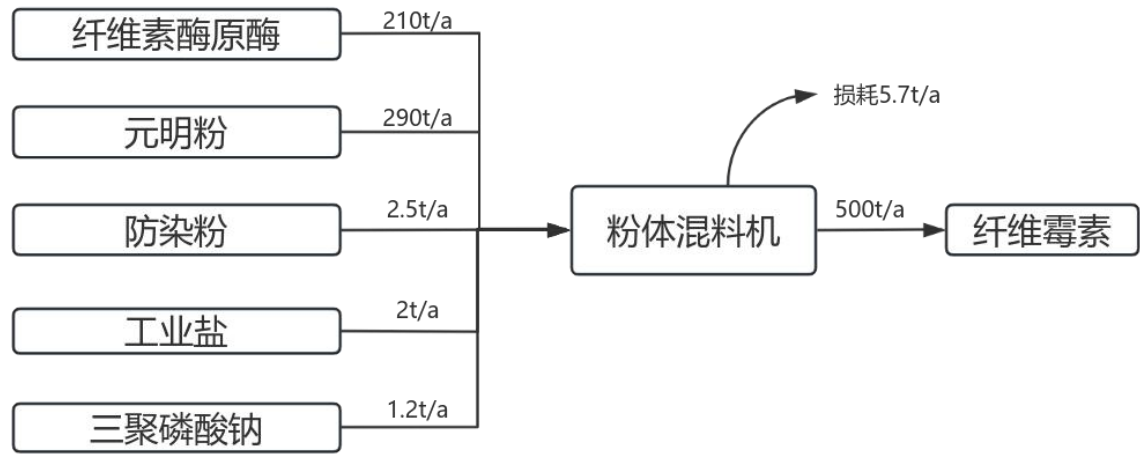 纤维素酶原酶
210t/a
元明粉
290t/a
损耗5.7t/a
防染粉
2.5t/a
粉体混料机
500t/a
纤维霉素
工业盐
2t/a
三聚磷酸钠
1.2t/a